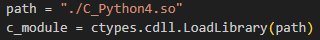 path = "./C_Python4.so"
c_module = ctypes.cdll.LoadLibrary(path)